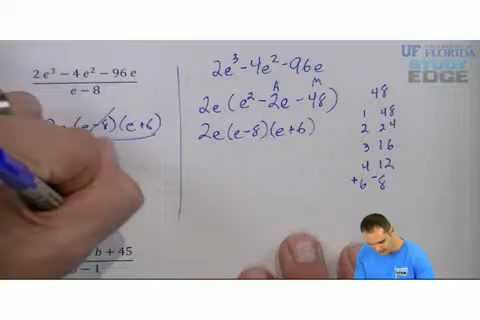 UF FLORIDA
STUDY
EDGE
2e³ − 4e² − 96e
e − 8
(e−8)(e+6)
b + 45
− 1
2e³ −4e² −96e
A M
2e(e² −2e −48)
2e(e−8)(e+6)
48
1 48
2 24
3 16
4 12
+6 −8